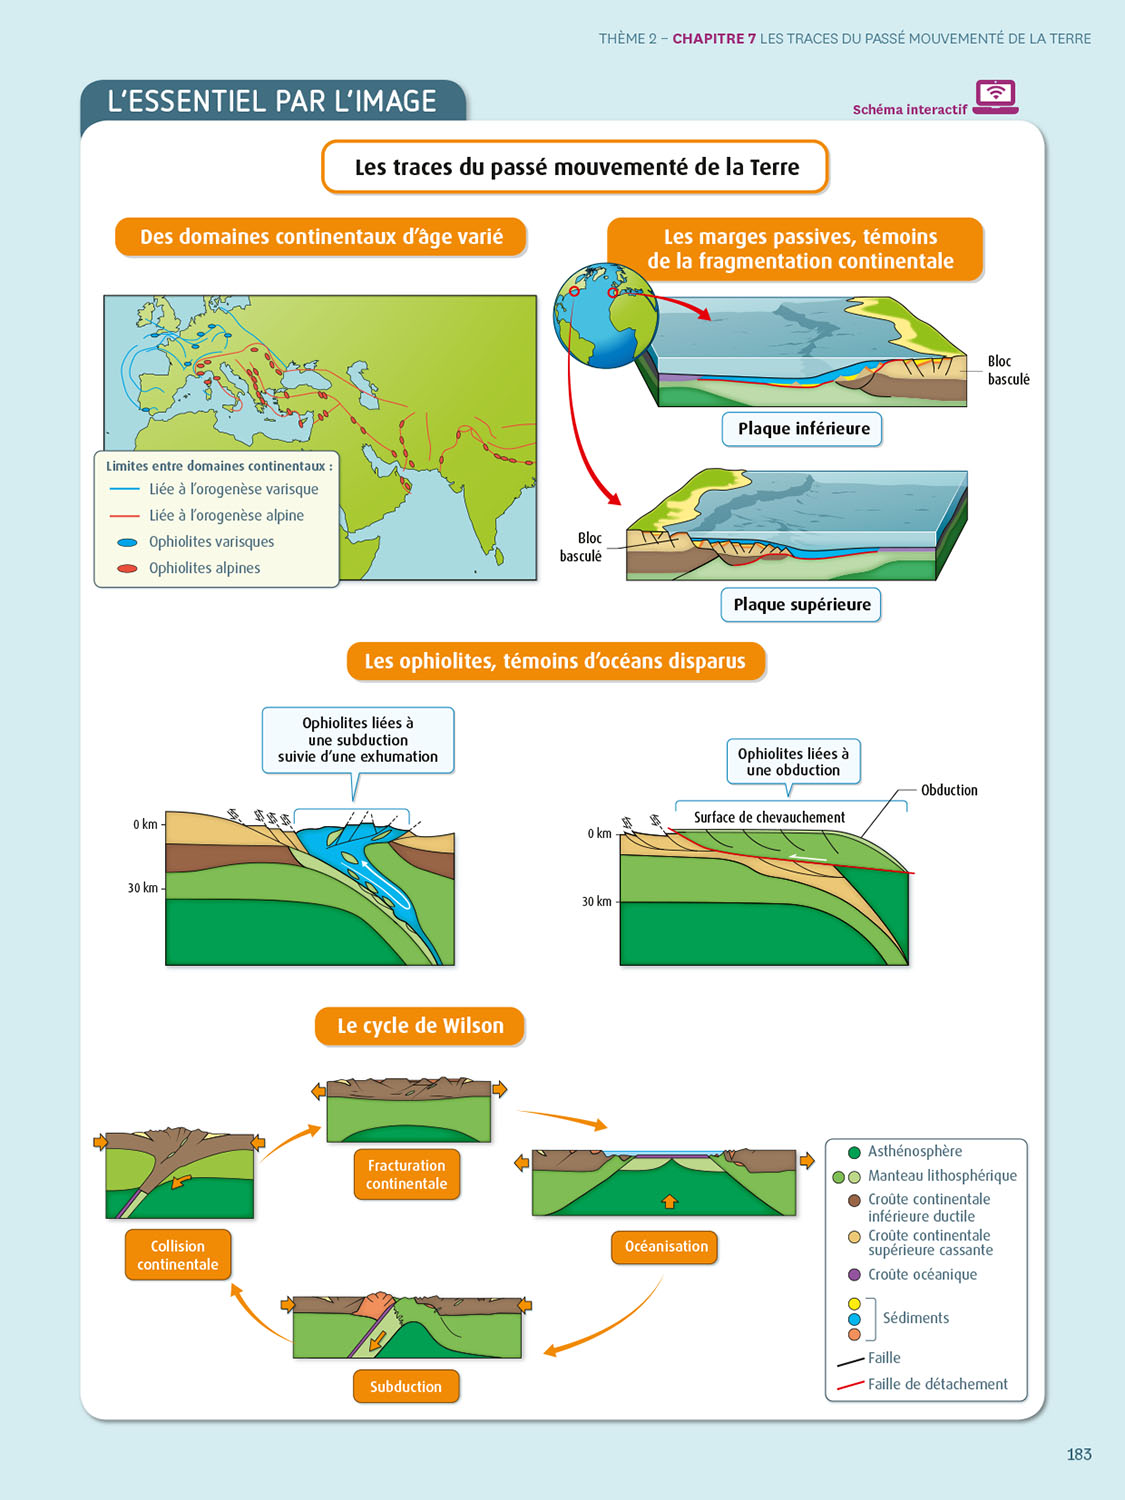 THÈME 2 – CHAPITRE 7 LES TRACES DU PASSÉ MOUVEMENTÉ DE LA TERRE
L'ESSENTIEL PAR L'IMAGE
Schéma interactif
Les traces du passé mouvementé de la Terre
Des domaines continentaux d'âge varié
Limites entre domaines continentaux :
Liée à l'orogenèse varisque
Liée à l'orogenèse alpine
Ophiolites varisques
Ophiolites alpines
Les marges passives, témoins
de la fragmentation continentale
Bloc
basculé
Plaque inférieure
Bloc
basculé
Plaque supérieure
Les ophiolites, témoins d'océans disparus
Ophiolites liées à
une subduction
suivie d'une exhumation
0 km
30 km
Ophiolites liées à
une obduction
Obduction
Surface de chevauchement
0 km
30 km
Le cycle de Wilson
Fracturation
continentale
Océanisation
Subduction
Collision
continentale
Asthénosphère
Manteau lithosphérique
Croûte continentale
inférieure ductile
Croûte continentale
supérieure cassante
Croûte océanique
Sédiments
Faille
Faille de détachement
183